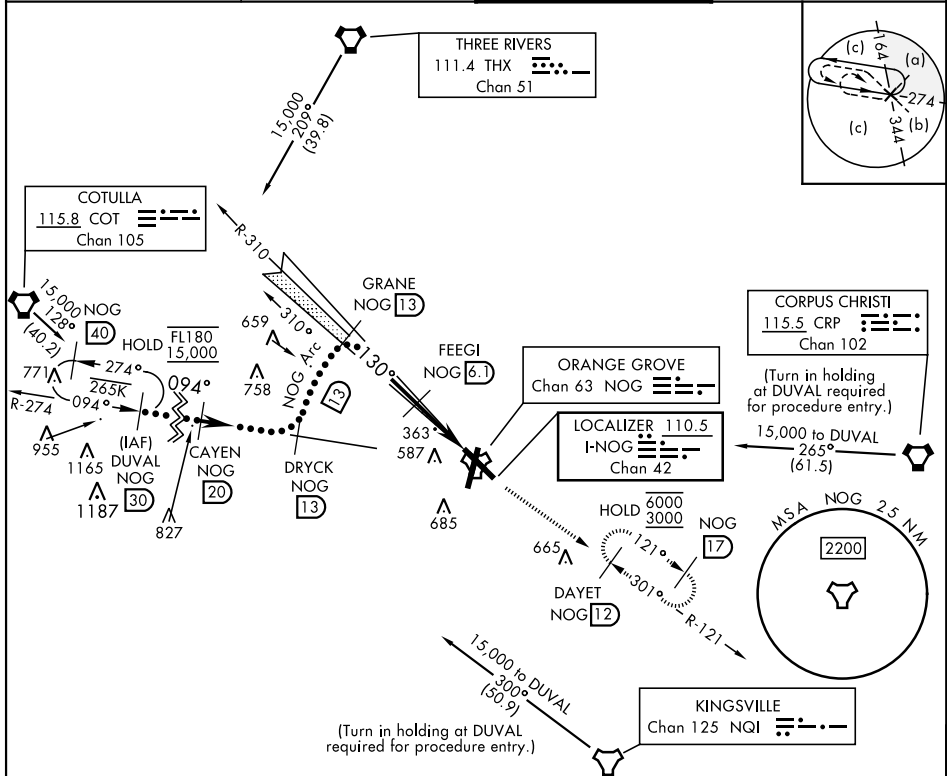 THREE RIVERS
111.4 THX
Chan 51
(c)
164
(a)
274
(c)
344
(b)
15,000
209°
(39.8)
COTULLA
115.8 COT
Chan 105
R-310
GRANE
NOG 13
310°
15,000
128°
(40.2)
NOG
40
HOLD
FL180
15,000
659
NOG Arc
13
130°
FEEGI
NOG 6.1
CORPUS CHRISTI
115.5 CRP
Chan 102
ORANGE GROVE
Chan 63 NOG
771
274°
265K
094°
094°
758
(Turn in holding
at DUVAL required
for procedure entry.)
R-274
955
1165
1187
(IAF)
DUVAL
NOG
30
827
CAYEN
NOG
20
DRYCK
NOG
13
363
587
LOCALIZER 110.5
I-NOG
Chan 42
15,000 to DUVAL
265°
(61.5)
685
HOLD
6000
3000
NOG
17
665
121°
301°
DAYET
NOG 12
R-121
MSA NOG 25 NM
2200
15,000 to DUVAL
300°
(50.9)
(Turn in holding at DUVAL
required for procedure entry.)
KINGSVILLE
Chan 125 NQI